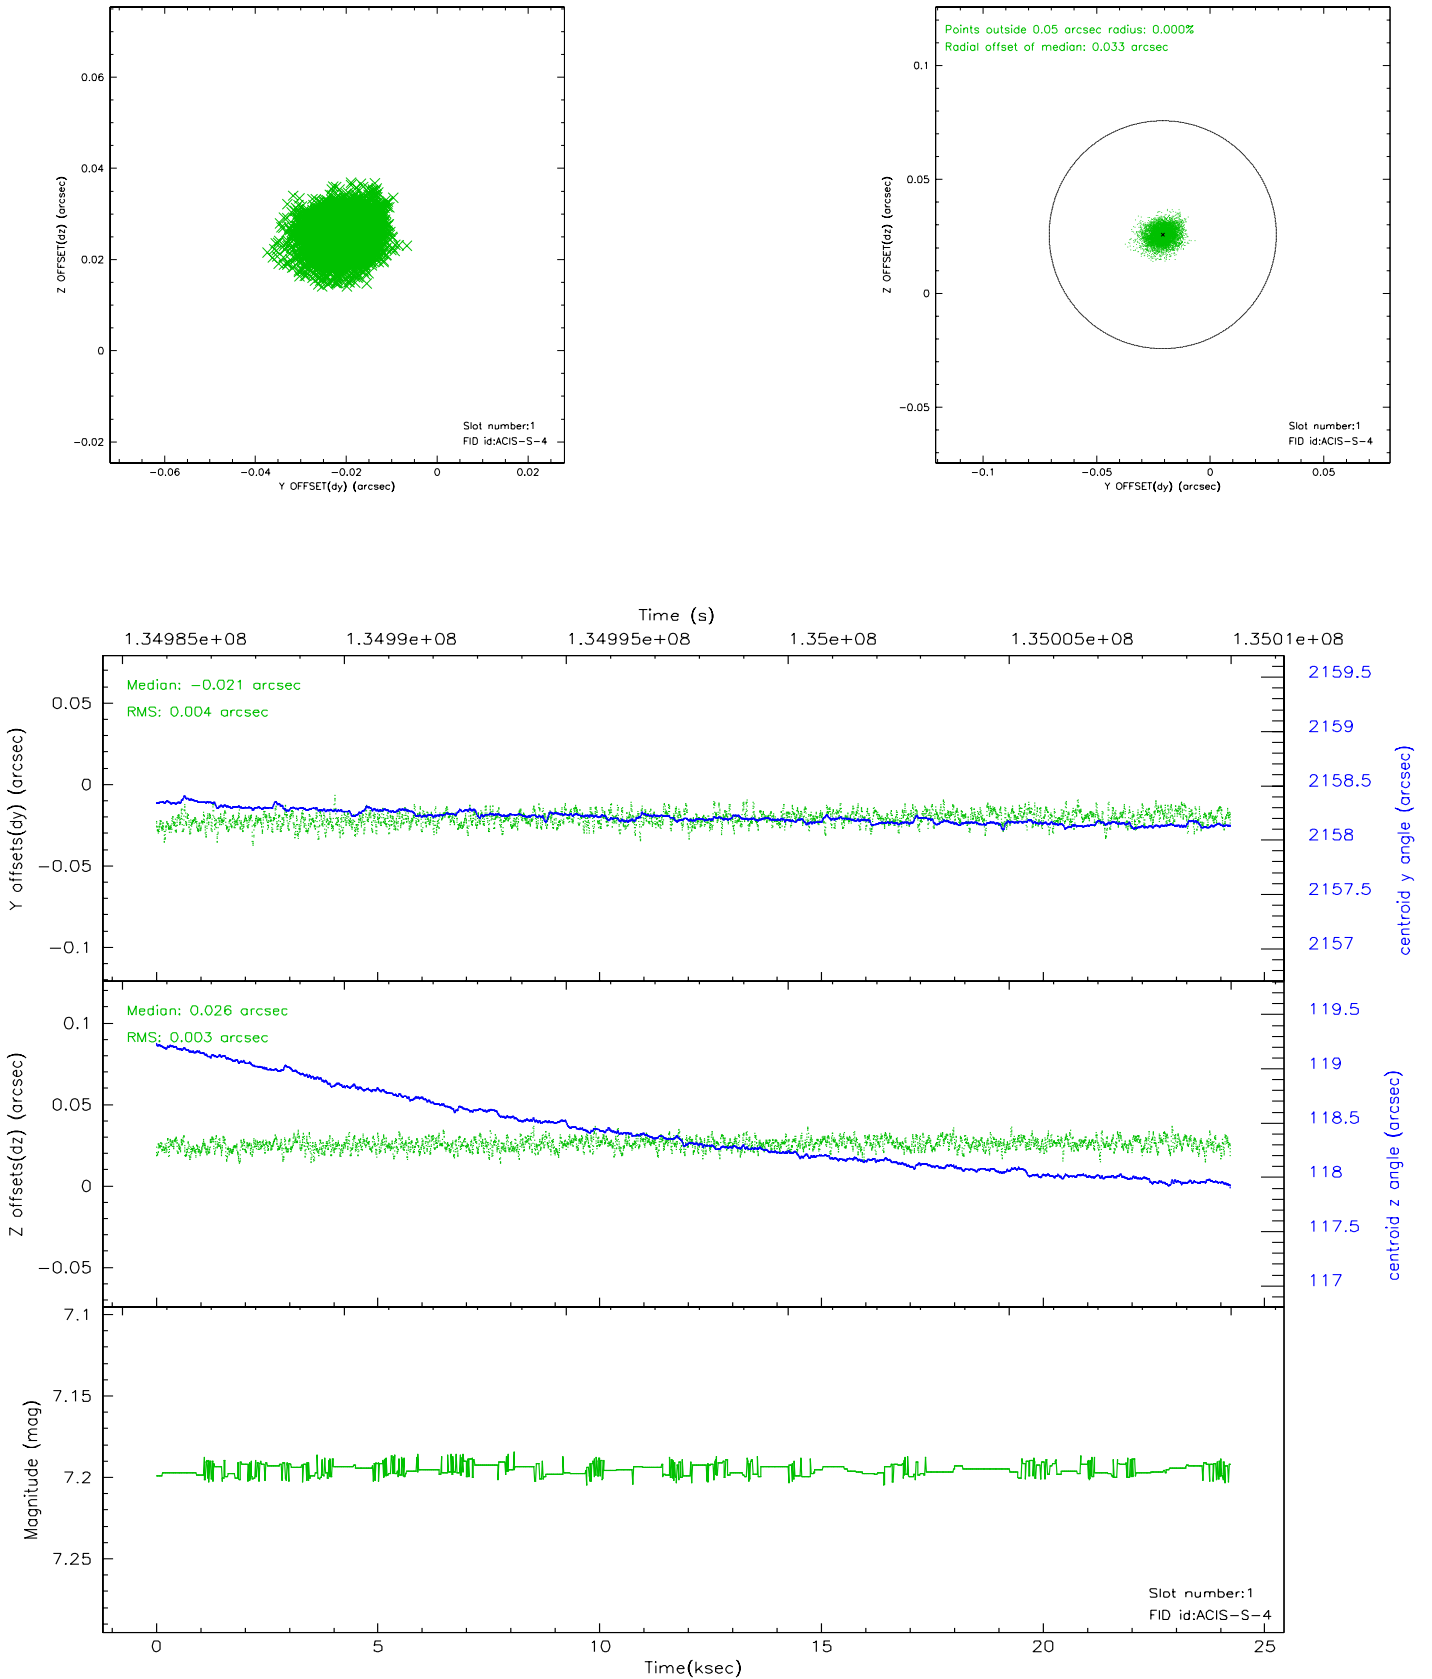 0.06
0.04
0.02
0
−0.02
Z OFFSET(dz) (arcsec)
Slot number:1
FID id:ACIS−S−4
−0.06 −0.04 −0.02 0 0.02
Y OFFSET(dy) (arcsec)
Points outside 0.05 arcsec radius: 0.000%
Radial offset of median: 0.033 arcsec
0.1
0.05
0
−0.05
Z OFFSET(dz) (arcsec)
Slot number:1
FID id:ACIS−S−4
−0.1 −0.05 0 0.05
Y OFFSET(dy) (arcsec)
Time (s)
1.34985e+08 1.3499e+08 1.34995e+08 1.35e+08 1.35005e+08 1.3501e+08
Median: −0.021 arcsec
RMS: 0.004 arcsec
0.05
0
−0.05
−0.1
Y offsets(dy) (arcsec)
2159.5
2159
2158.5
2158
2157.5
2157
centroid y angle (arcsec)
Median: 0.026 arcsec
RMS: 0.003 arcsec
0.1
0.05
0
−0.05
Z offsets(dz) (arcsec)
119.5
119
118.5
118
117.5
117
centroid z angle (arcsec)
7.1
7.15
7.2
7.25
Magnitude (mag)
Slot number:1
FID id:ACIS−S−4
0 5 10 15 20 25
Time(ksec)